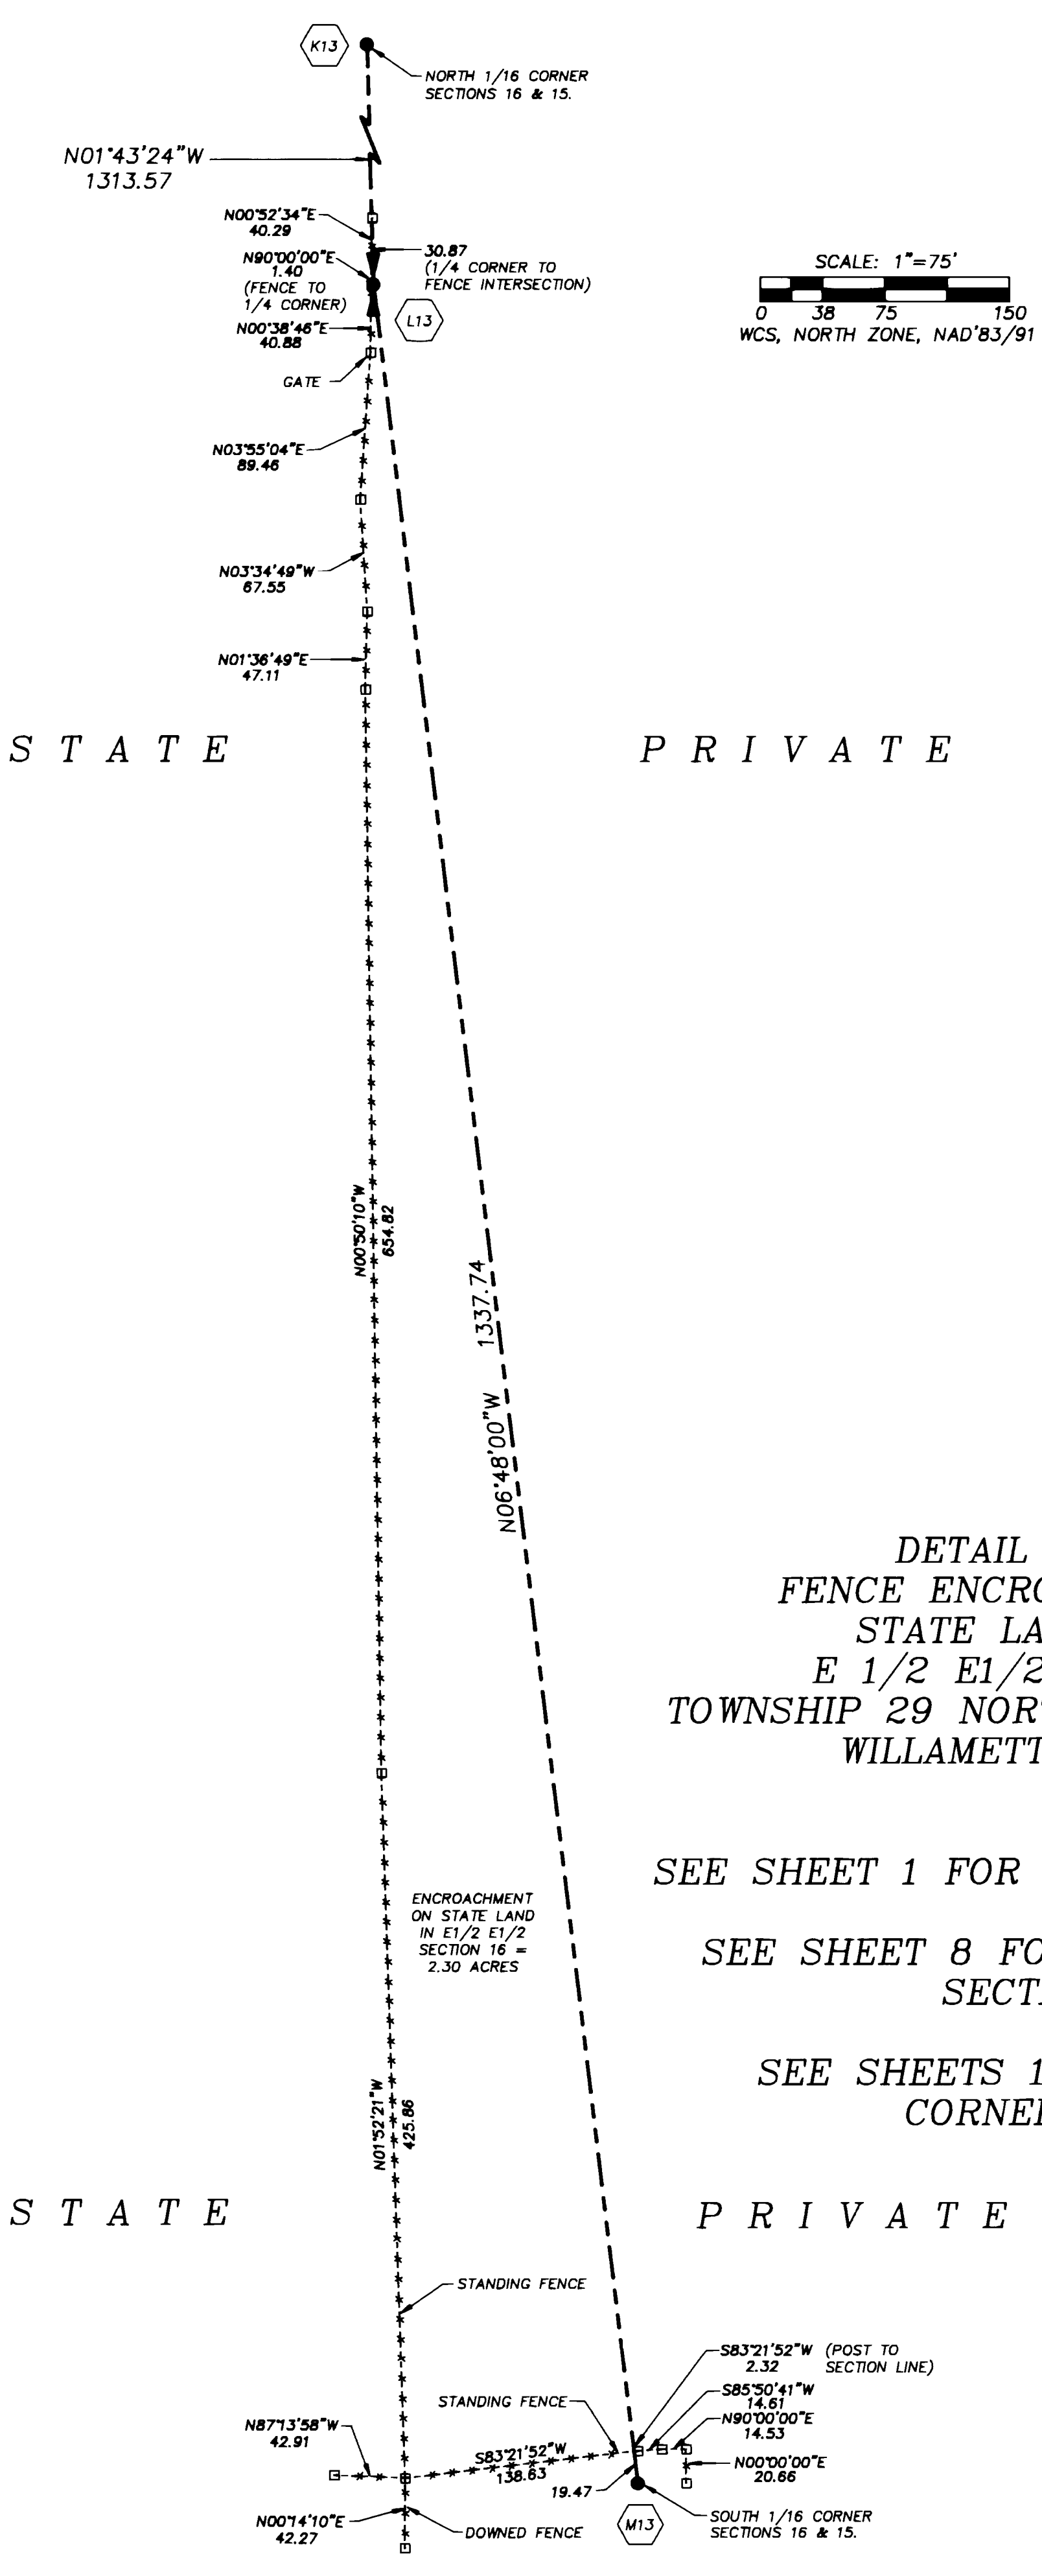 K13
NORTH 1/16 CORNER
SECTIONS 16 & 15.
N01°43'24"W
1313.57
N00°52'34"E
40.29
N90°00'00"E
1.40
(FENCE TO
1/4 CORNER)
30.87
(1/4 CORNER TO
FENCE INTERSECTION)
L13
N00°38'46"E
40.88
GATE
SCALE: 1"=75'
0 38 75 150
WCS, NORTH ZONE, NAD'83/91
N03°55'04"E
89.46
N03°34'49"W
67.55
N01°36'49"E
47.11
STATE
PRIVATE
N00°50'10"W
654.82
1337.74
N06°48'00"W
DETAIL
FENCE ENCRO
STATE LA
E 1/2 E1/2
TOWNSHIP 29 NOR
WILLAMETT
SEE SHEET 1 FOR
ENCROACHMENT
ON STATE LAND
IN E1/2 E1/2
SECTION 16 =
2.30 ACRES
SEE SHEET 8 FO
SECT
SEE SHEETS 1
CORNE
N01°52'21"W
425.86
STATE
PRIVATE
STANDING FENCE
S83°21'52"W (POST TO
2.32 SECTION LINE)
S85°50'41"W
14.61
STANDING FENCE
N90°00'00"E
14.53
N87°13'58"W
42.91
S83°21'52"W
138.63
19.47
N00°00'00"E
20.66
N00°14'10"E
42.27
DOWNED FENCE
M13
SOUTH 1/16 CORNER
SECTIONS 16 & 15.